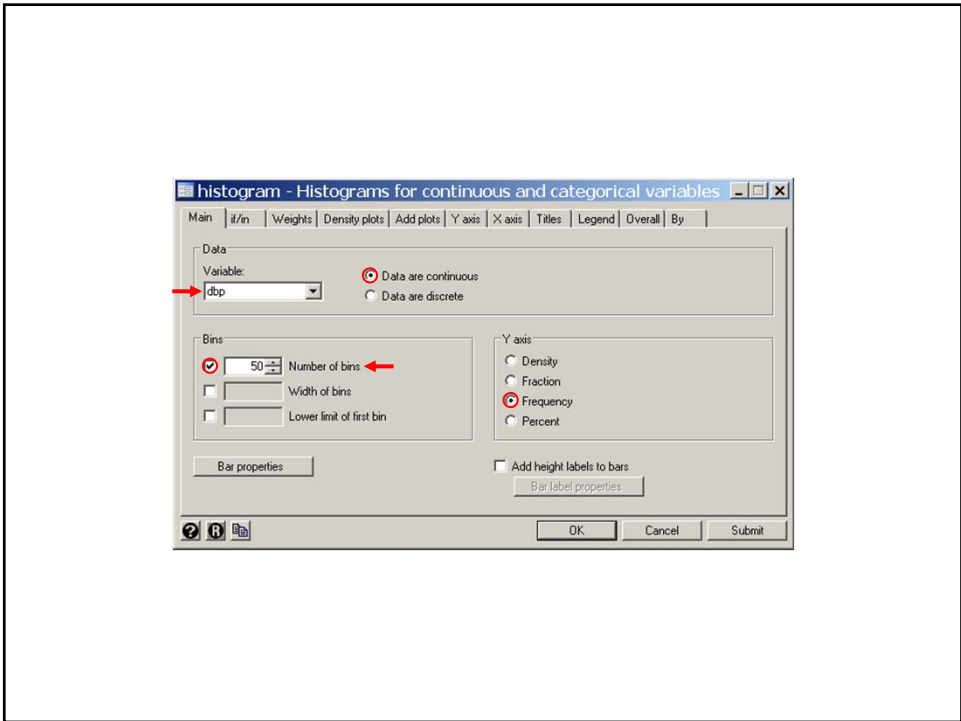 histogram - Histograms for continuous and categorical variables
Main if/in Weights Density plots Add plots Y axis X axis Titles Legend Overall By
Data
Variable:
dbp
Data are continuous
Data are discrete
Bins
50 Number of bins
Width of bins
Lower limit of first bin
Y axis
Density
Fraction
Frequency
Percent
Bar properties
Add height labels to bars
Bar label properties
? R
OK Cancel Submit